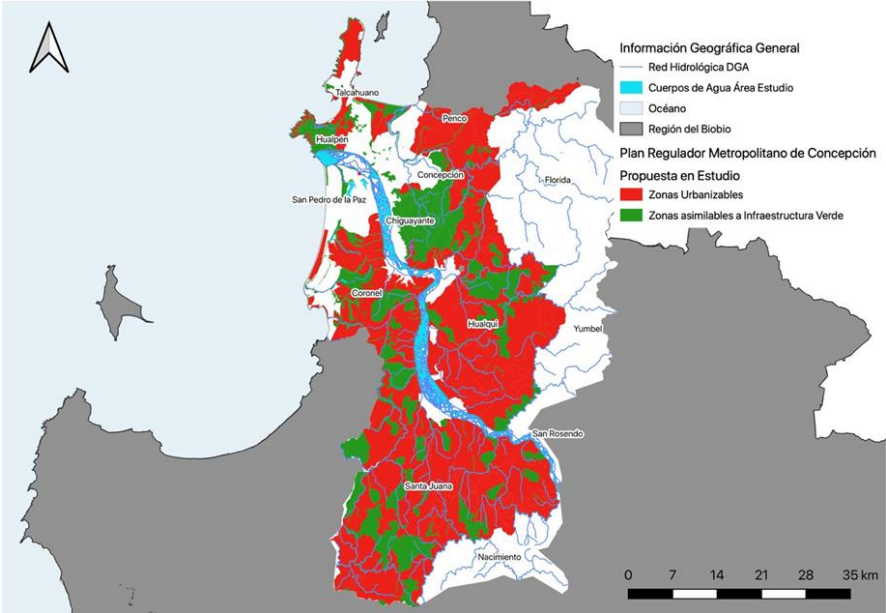 Información Geográfica General
Red Hidrológica DGA
Cuerpos de Agua Área Estudio
Océano
Región del Biobio
Plan Regulador Metropolitano de Concepción
Propuesta en Estudio
Zonas Urbanizables
Zonas asimilables a Infraestructura Verde
Talcahuano
Penco
Hualpén
Concepción
Florida
San Pedro de la Paz
Chiguayante
Coronel
Hualqui
Yumbel
San Rosendo
Santa Juana
Nacimiento
0 7 14 21 28 35 km